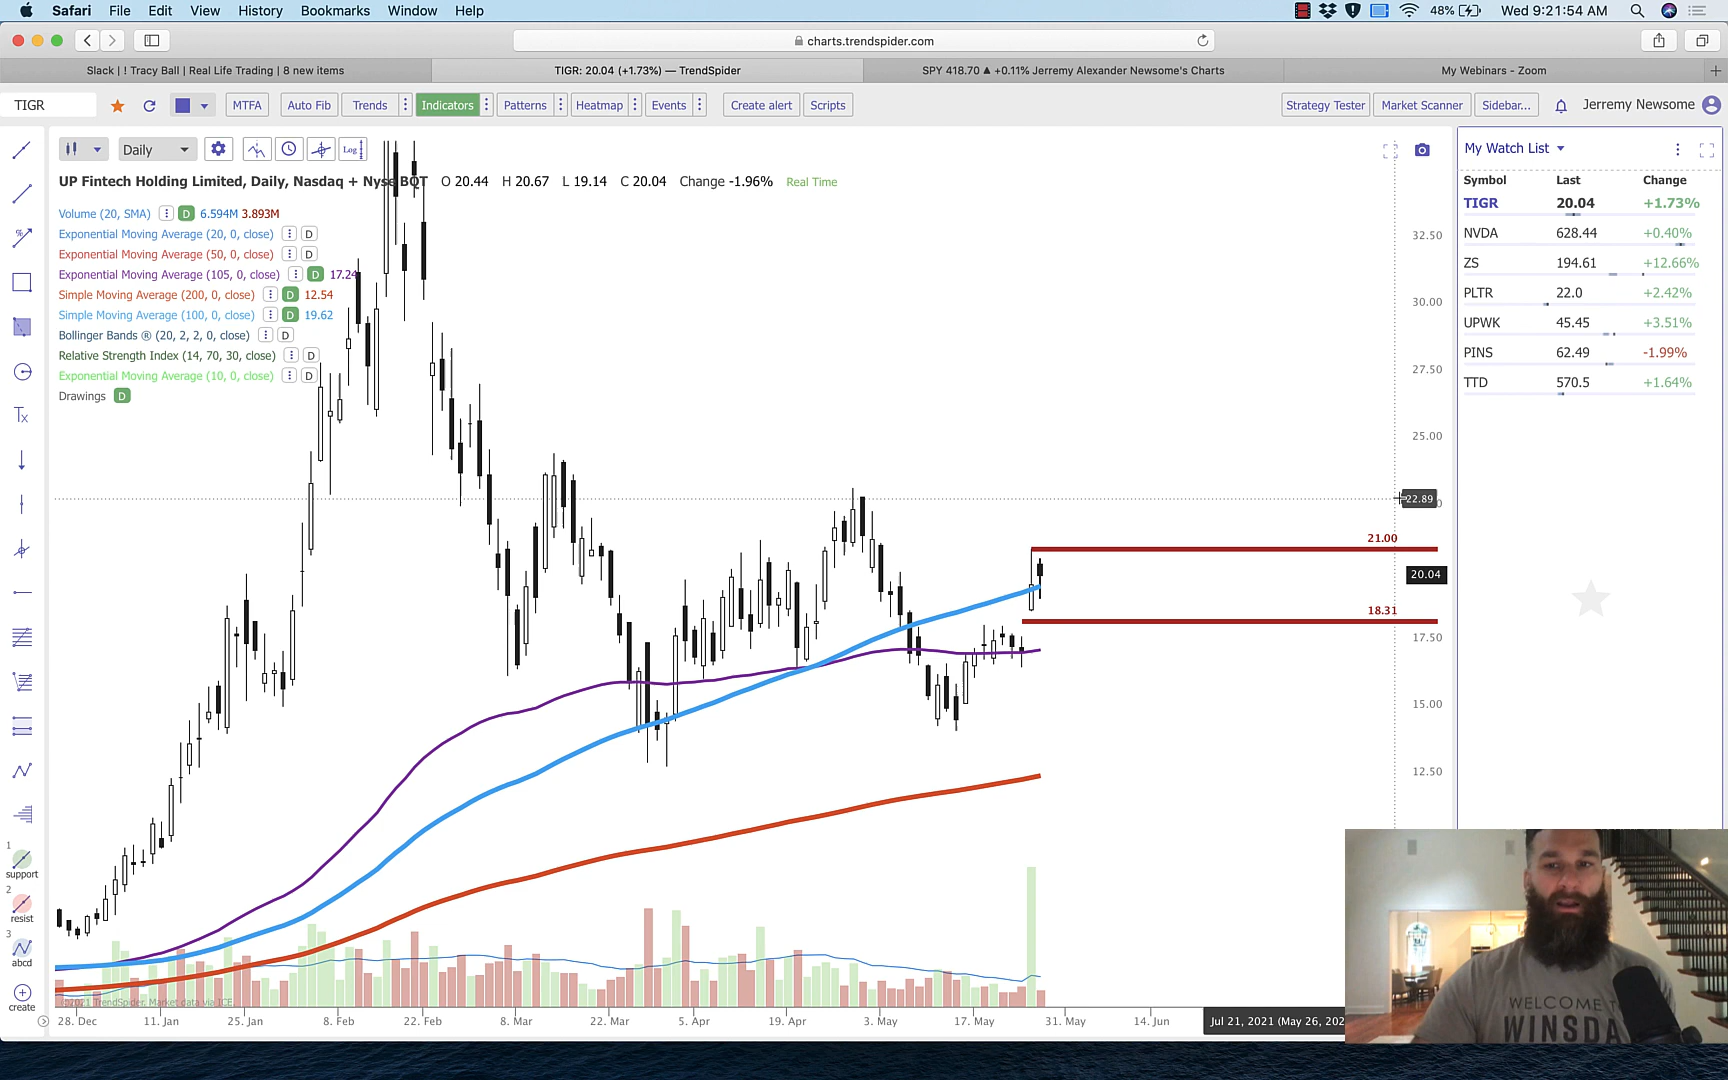 Safari File Edit View History Bookmarks Window Help 48% Wed 9:21:54 AM
charts.trendspider.com
Slack | ! Tracy Ball | Real Life Trading | 8 new items TIGR: 20.04 (+1.73%) — TrendSpider SPY 418.70 ▲ +0.11% Jerremy Alexander Newsome's Charts My Webinars - Zoom
TIGR MTFA Auto Fib Trends Indicators Patterns Heatmap Events Create alert Scripts Strategy Tester Market Scanner Sidebar... Jerremy Newsome
Daily Log
UP Fintech Holding Limited, Daily, Nasdaq + Nyse BQT O 20.44 H 20.67 L 19.14 C 20.04 Change -1.96% Real Time
Volume (20, SMA) D 6.594M 3.893M
Exponential Moving Average (20, 0, close) D
Exponential Moving Average (50, 0, close) D
Exponential Moving Average (105, 0, close) D 17.24
Simple Moving Average (200, 0, close) D 12.54
Simple Moving Average (100, 0, close) D 19.62
Bollinger Bands ® (20, 2, 2, 0, close) D
Relative Strength Index (14, 70, 30, close) D
Exponential Moving Average (10, 0, close) D
Drawings D
32.50
30.00
27.50
25.00
22.89
21.00
20.04
18.31
17.50
15.00
12.50
My Watch List
Symbol Last Change
TIGR 20.04 +1.73%
NVDA 628.44 +0.40%
ZS 194.61 +12.66%
PLTR 22.0 +2.42%
UPWK 45.45 +3.51%
PINS 62.49 -1.99%
TTD 570.5 +1.64%
Tx
1
support
2
resist
3
abcd
create
©2021 TrendSpider. Market data via ICE.
28. Dec 11. Jan 25. Jan 8. Feb 22. Feb 8. Mar 22. Mar 5. Apr 19. Apr 3. May 17. May 31. May 14. Jun Jul 21, 2021 (May 26, 202
WELCOME T
WINSDA